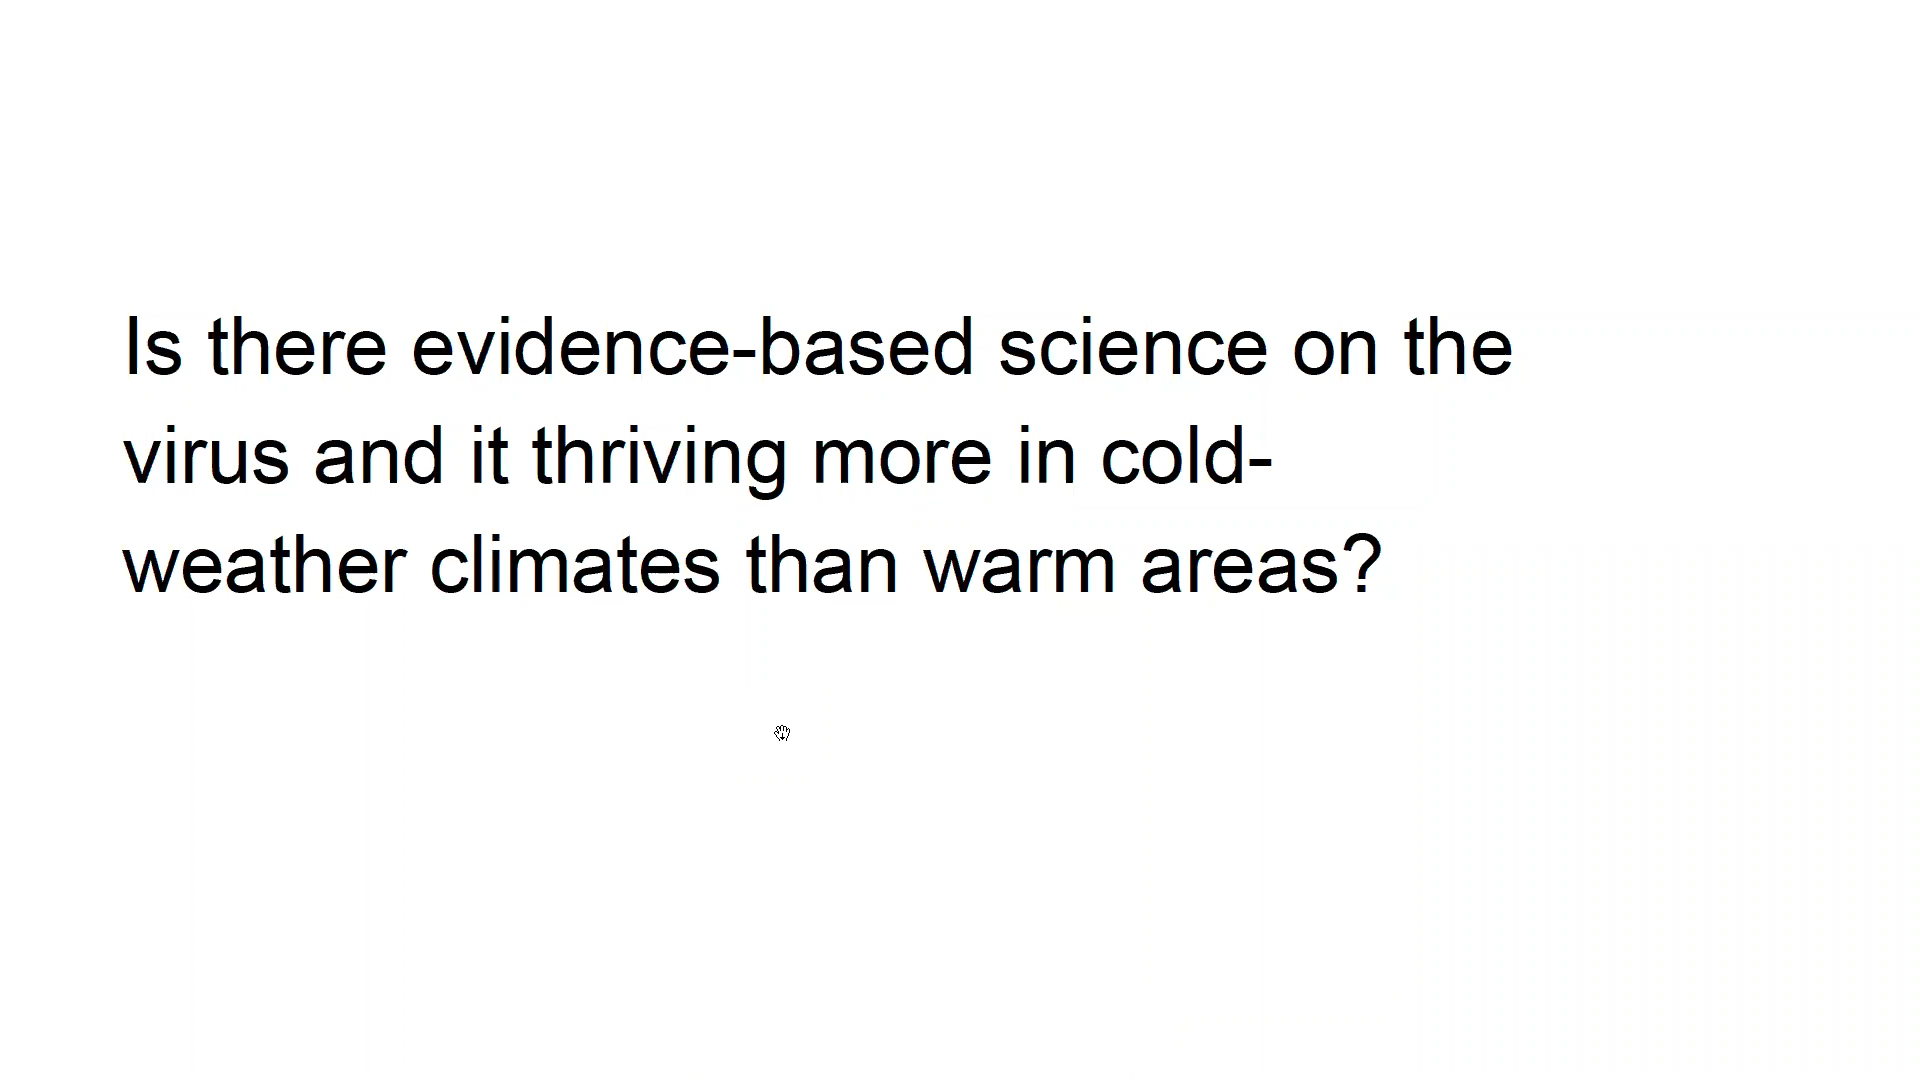 Is there evidence-based science on the
virus and it thriving more in cold-
weather climates than warm areas?